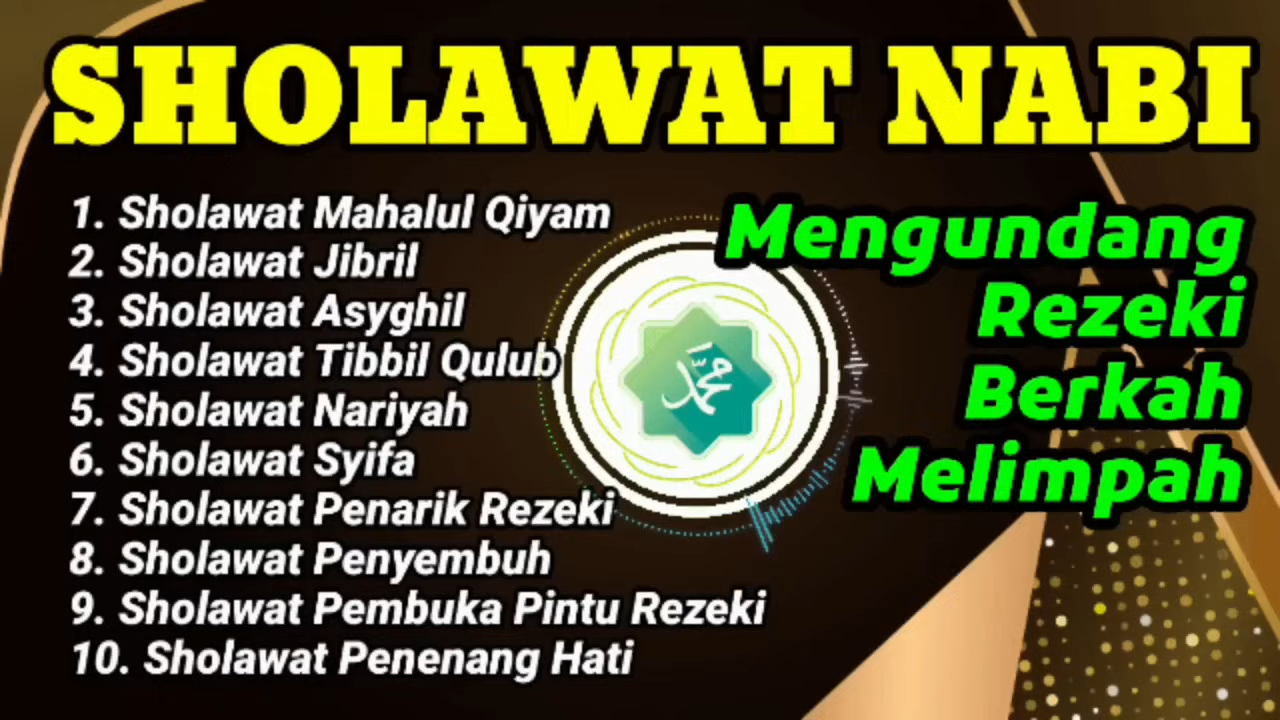 SHOLAWAT NABI
1. Sholawat Mahalul Qiyam
2. Sholawat Jibril
3. Sholawat Asyghil
4. Sholawat Tibbil Qulub
5. Sholawat Nariyah
6. Sholawat Syifa
7. Sholawat Penarik Rezeki
8. Sholawat Penyembuh
9. Sholawat Pembuka Pintu Rezeki
10. Sholawat Penenang Hati
Mengundang
Rezeki
Berkah
Melimpah
محمد